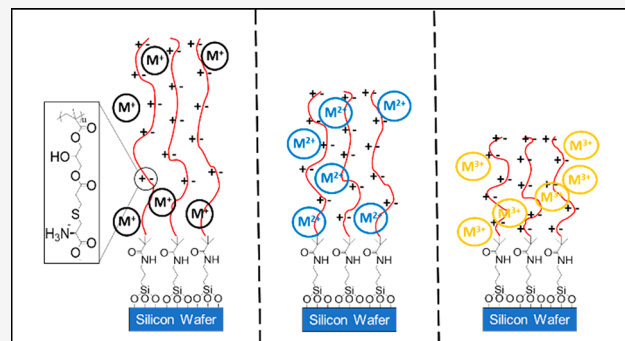 M⁺ M⁺ M⁺ M⁺ M⁺ M⁺
+ -
n
O
O
HO
O
O
S
H₃N
O
O
O NH O NH O NH
Si Si Si
O O O O O O O O
Silicon Wafer
M²⁺ M²⁺ M²⁺ M²⁺ M²⁺ M²⁺
O NH O NH O NH
Si Si Si
O O O O O O O O
Silicon Wafer
M³⁺ M³⁺ M³⁺ M³⁺ M³⁺ M³⁺
O NH O NH O NH
Si Si Si
O O O O O O O O
Silicon Wafer